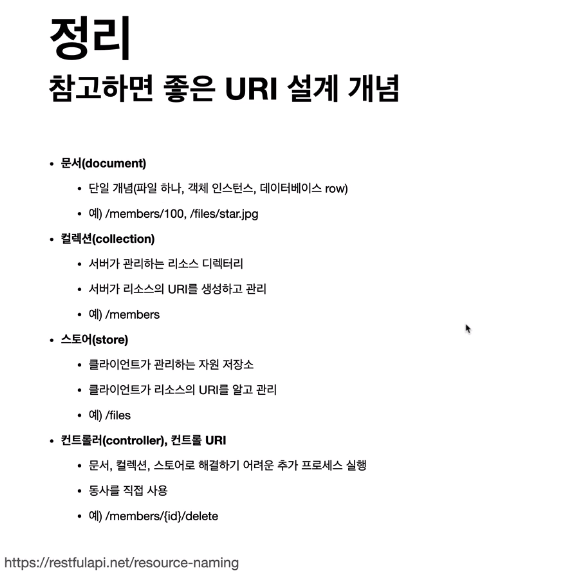 정리
참고하면 좋은 URI 설계 개념
• 문서(document)
• 단일 개념(파일 하나, 객체 인스턴스, 데이터베이스 row)
• 예) /members/100, /files/star.jpg
• 컬렉션(collection)
• 서버가 관리하는 리소스 디렉터리
• 서버가 리소스의 URI를 생성하고 관리
• 예) /members
• 스토어(store)
• 클라이언트가 관리하는 자원 저장소
• 클라이언트가 리소스의 URI를 알고 관리
• 예) /files
• 컨트롤러(controller), 컨트롤 URI
• 문서, 컬렉션, 스토어로 해결하기 어려운 추가 프로세스 실행
• 동사를 직접 사용
• 예) /members/{id}/delete
https://restfulapi.net/resource-naming